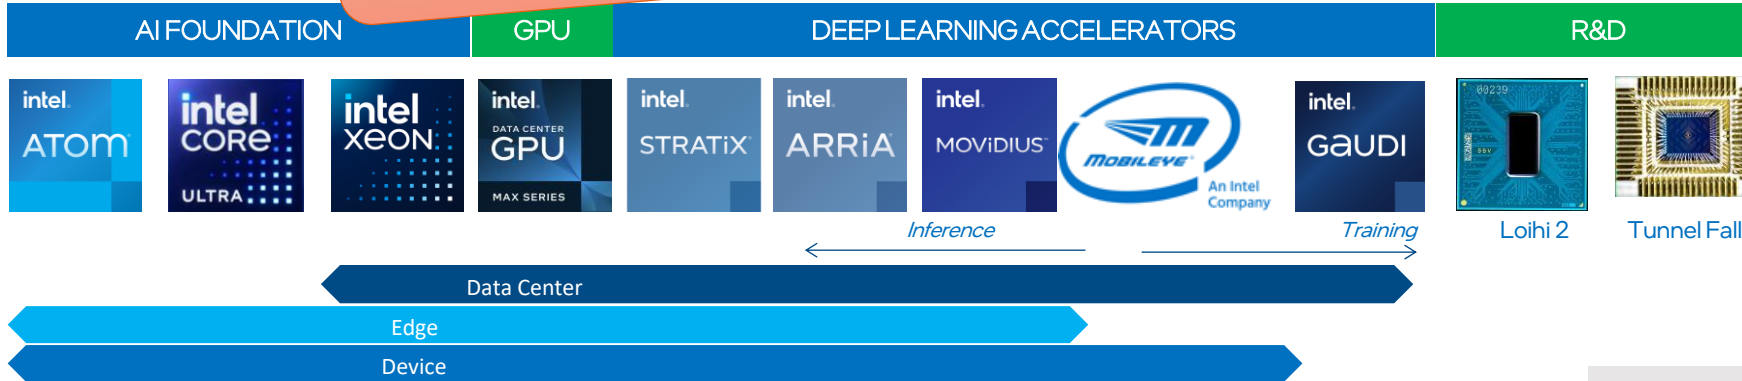 AI FOUNDATION
GPU
DEEP LEARNING ACCELERATORS
R&D
intel.
ATOM
intel
CORE
ULTRA
intel
XEON
intel.
DATA CENTER
GPU
MAX SERIES
intel.
STRATIX
intel.
ARRIA
intel.
MOVIDIUS™
MOBILEYE®
An Intel
Company
intel.
GAUDI
00239
Inference
Training
Loihi 2
Tunnel Fall
Data Center
Edge
Device